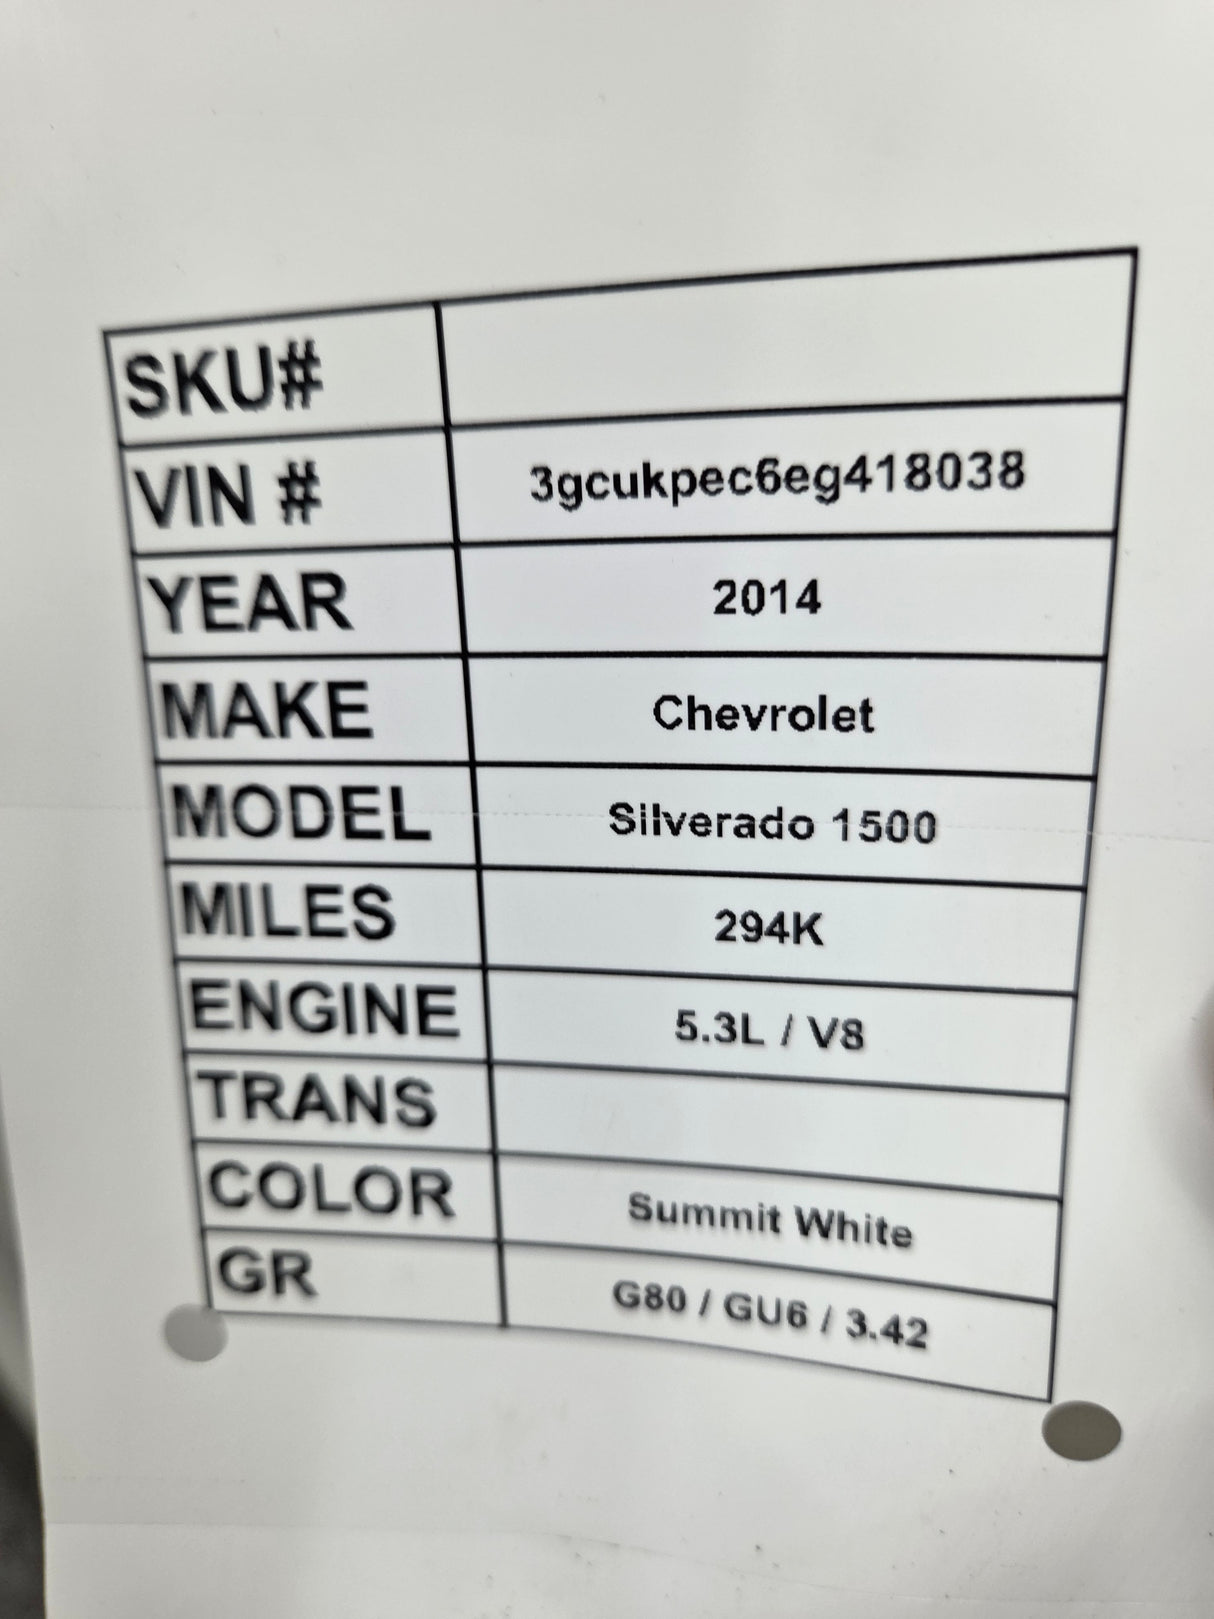 SKU#
VIN # 3gcukpec6eg418038
YEAR 2014
MAKE Chevrolet
MODEL Silverado 1500
MILES 294K
ENGINE 5.3L / V8
TRANS
COLOR Summit White
GR G80 / GU6 / 3.42